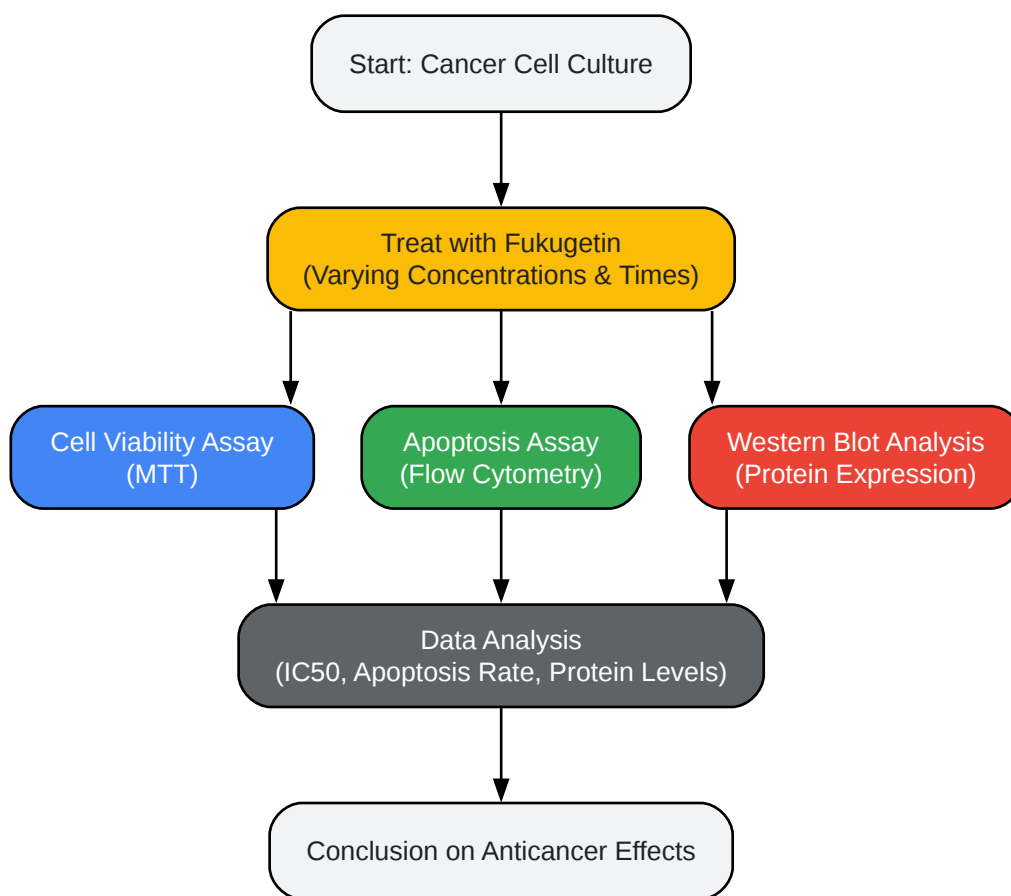 Start: Cancer Cell Culture
Treat with Fukugetin
(Varying Concentrations & Times)
Cell Viability Assay
(MTT)
Apoptosis Assay
(Flow Cytometry)
Western Blot Analysis
(Protein Expression)
Data Analysis
(IC50, Apoptosis Rate, Protein Levels)
Conclusion on Anticancer Effects